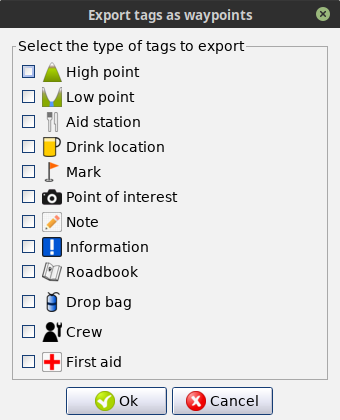 Export tags as waypoints
Select the type of tags to export
High point
Low point
Aid station
Drink location
Mark
Point of interest
Note
Information
Roadbook
Drop bag
Crew
First aid
Ok
Cancel